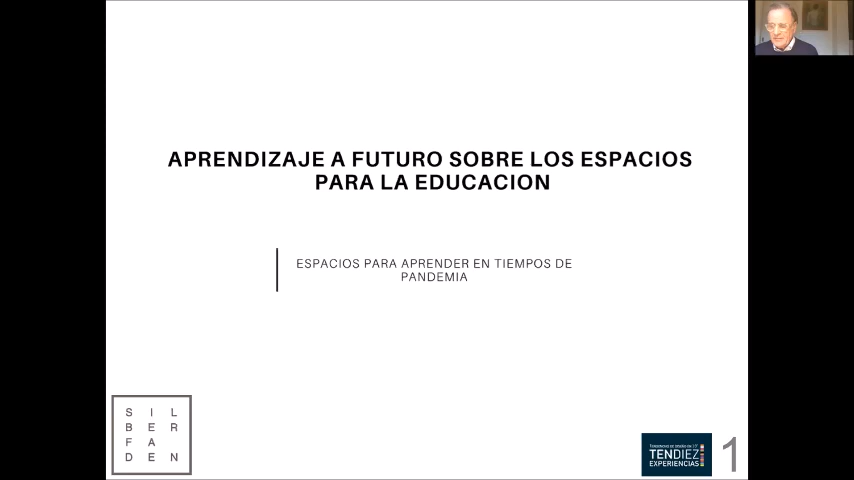 APRENDIZAJE A FUTURO SOBRE LOS ESPACIOS
PARA LA EDUCACION
ESPACIOS PARA APRENDER EN TIEMPOS DE
PANDEMIA
S I L
B E R
F A
D E N
TENDIEZ
EXPERIENCIAS
1